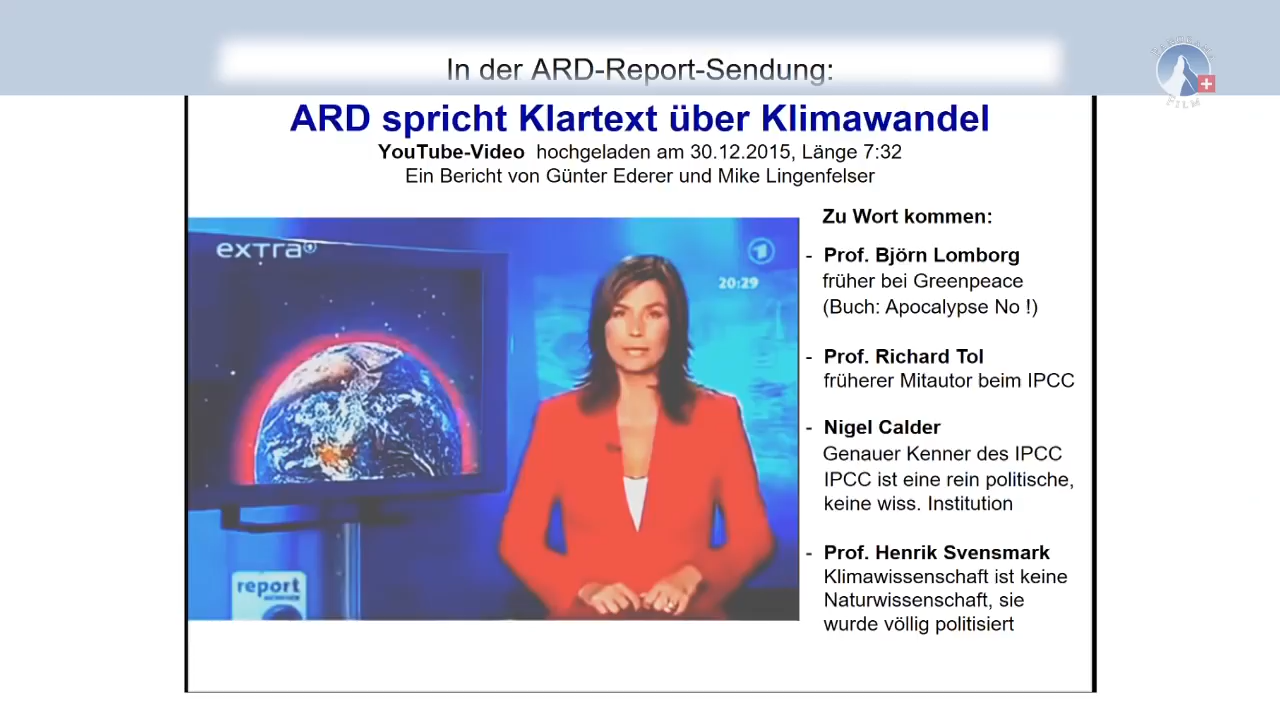 In der ARD-Report-Sendung:
PANORAMA
FILM
ARD spricht Klartext über Klimawandel
YouTube-Video hochgeladen am 30.12.2015, Länge 7:32
Ein Bericht von Günter Ederer und Mike Lingenfelser
extra
20:29
report
Zu Wort kommen:
- Prof. Björn Lomborg
früher bei Greenpeace
(Buch: Apocalypse No !)
- Prof. Richard Tol
früherer Mitautor beim IPCC
- Nigel Calder
Genauer Kenner des IPCC
IPCC ist eine rein politische,
keine wiss. Institution
- Prof. Henrik Svensmark
Klimawissenschaft ist keine
Naturwissenschaft, sie
wurde völlig politisiert